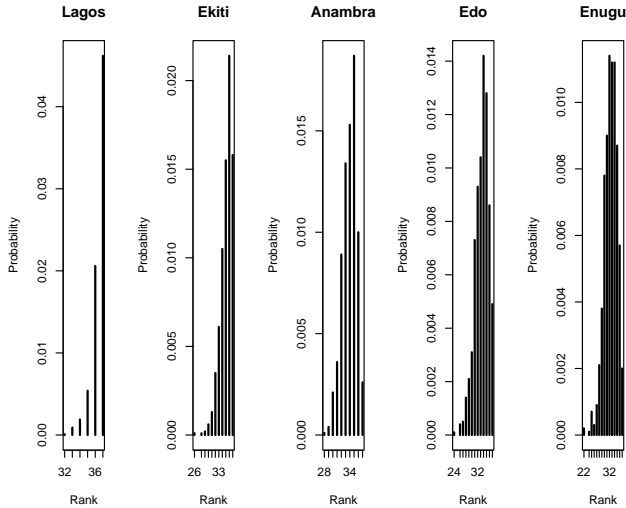 Lagos
Ekiti
Anambra
Edo
Enugu
Probability
0.00
0.01
0.02
0.03
0.04
32
36
Rank
Probability
0.000
0.005
0.010
0.015
0.020
26
33
Rank
Probability
0.005
0.010
0.015
0.000
28
34
Rank
Probability
0.000
0.002
0.004
0.006
0.008
0.010
0.012
0.014
24
32
Rank
Probability
0.000
0.002
0.004
0.006
0.008
0.010
22
32
Rank